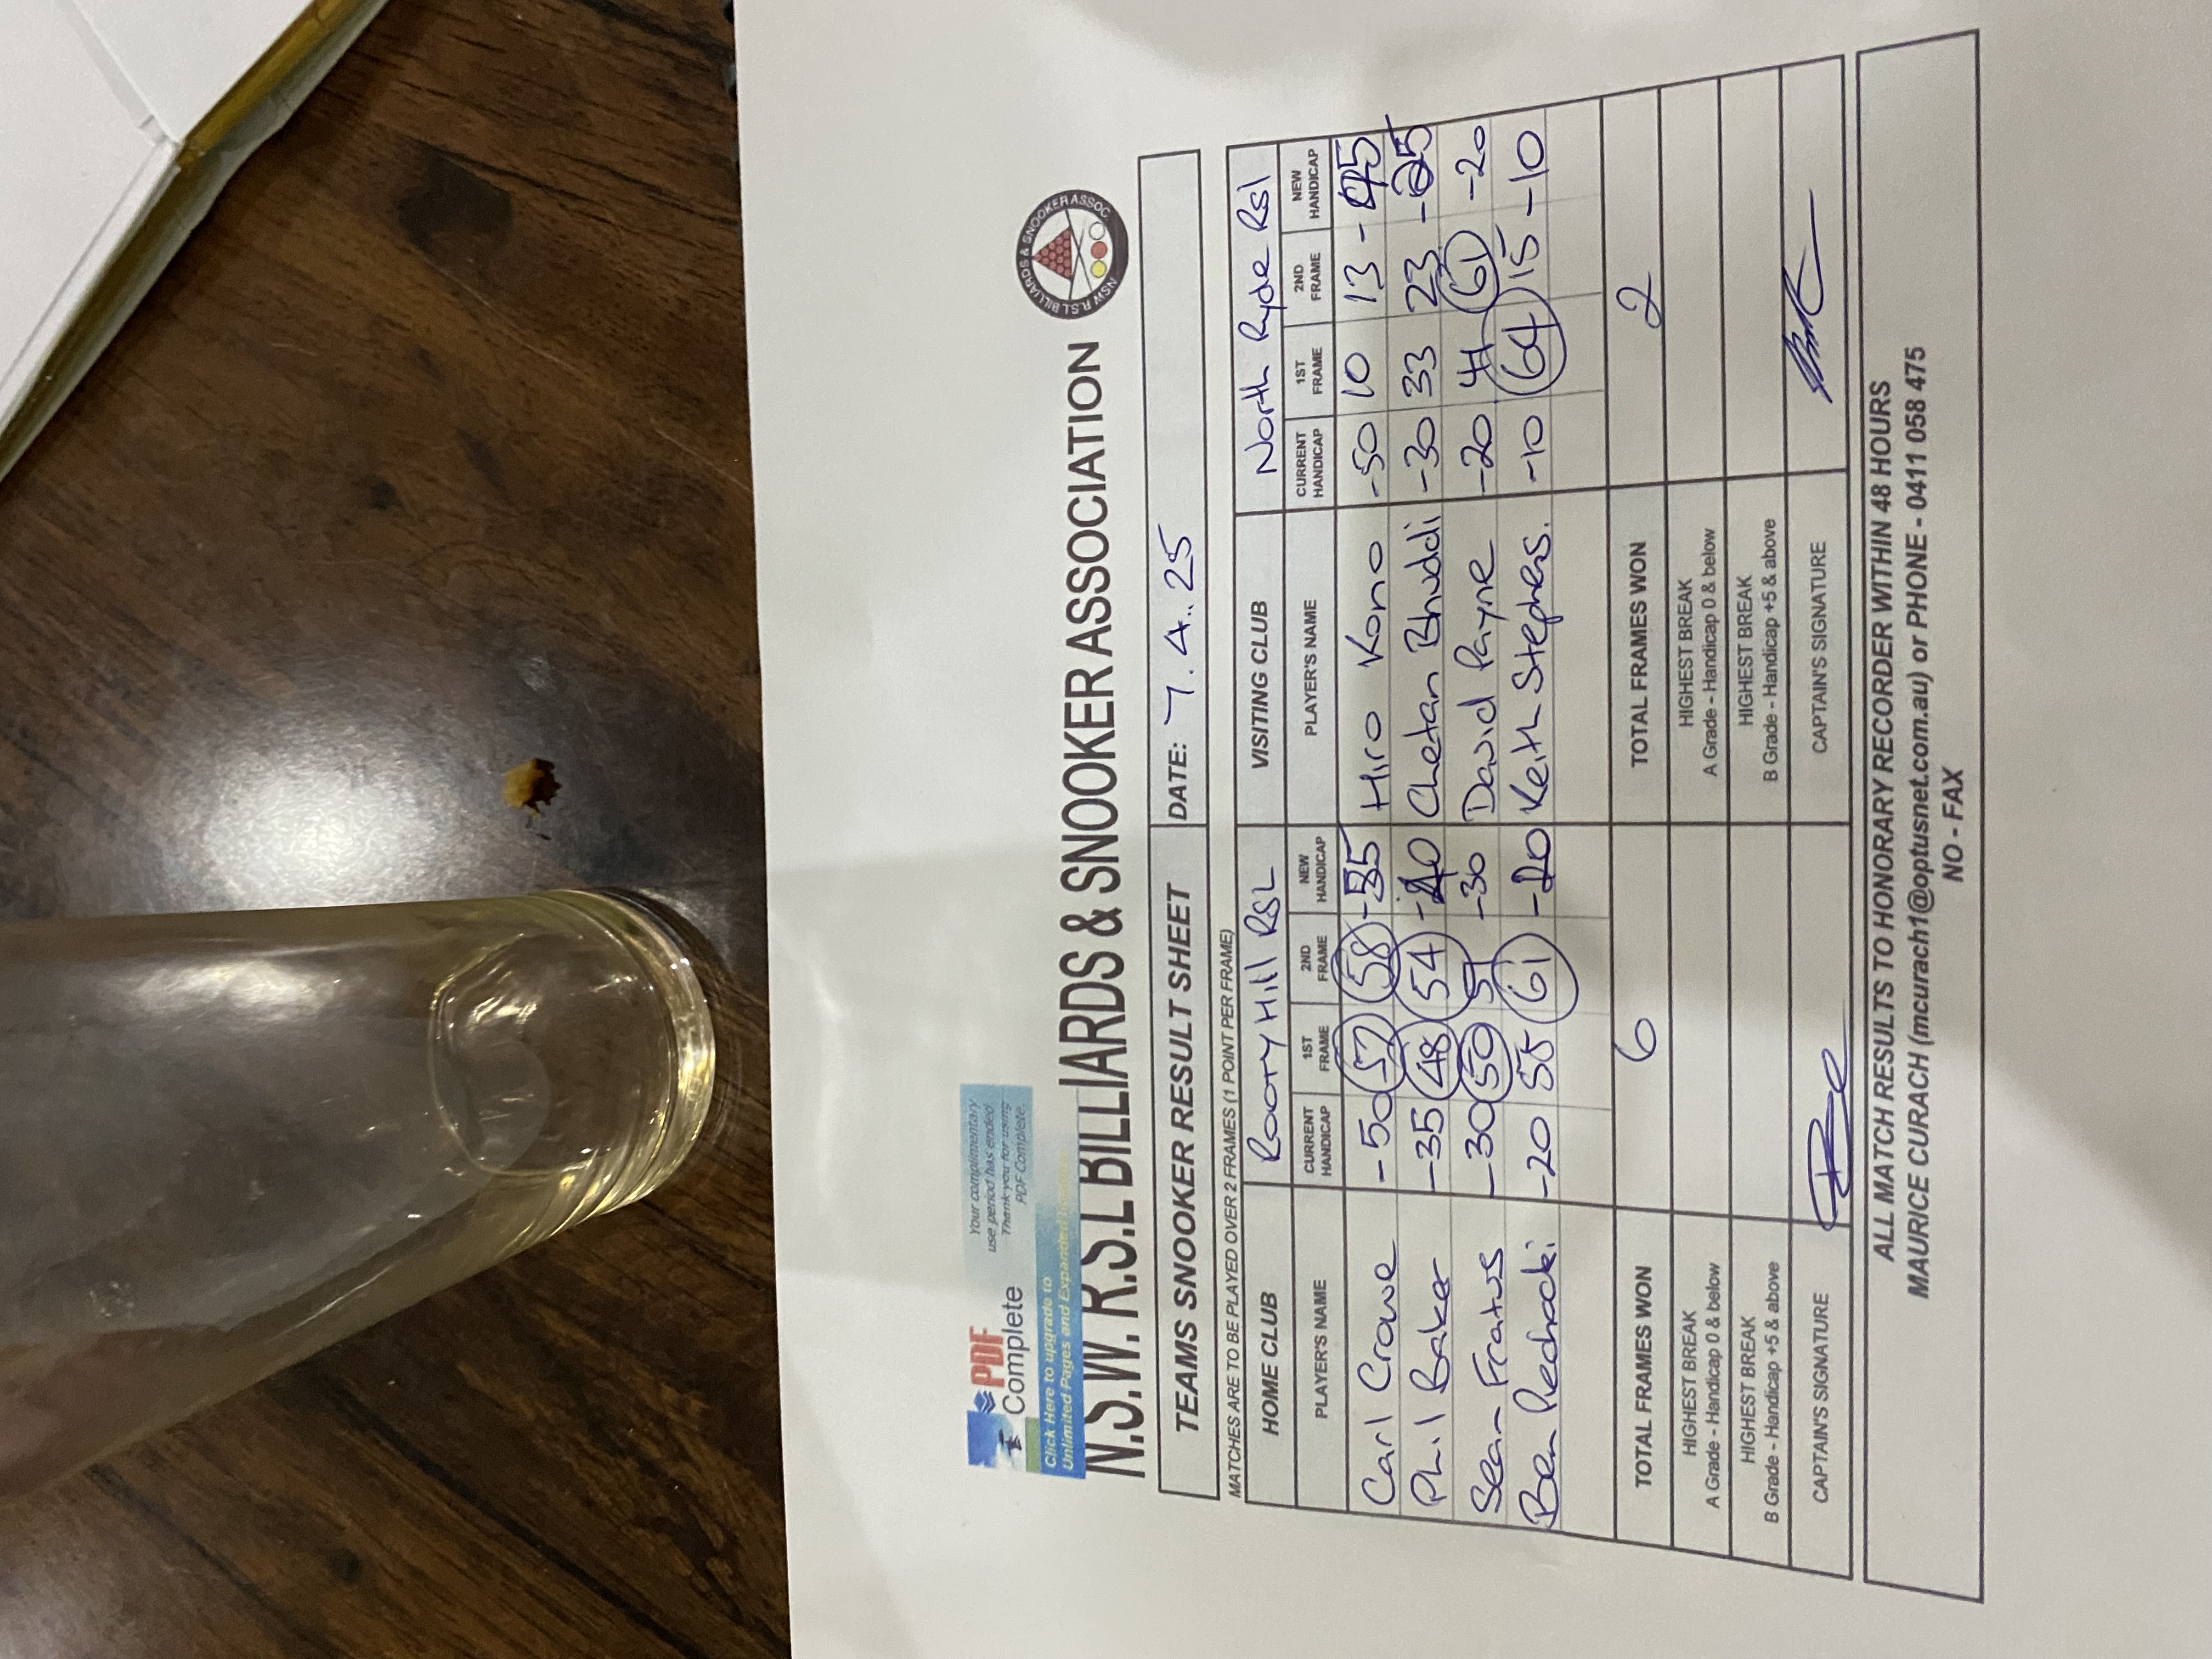 Your complimentary
use period has ended.
Thank you for using
PDF Complete.
PDF
Complete
Click Here to upgrade to
Unlimited Pages and Expanded
N.S.W. R.S.L BILLIARDS & SNOOKER ASSOCIATION
NSW R.S.L BILLIARDS & SNOOKER ASSOC
TEAMS SNOOKER RESULT SHEET DATE: 7.4..25
MATCHES ARE TO BE PLAYED OVER 2 FRAMES (1 POINT PER FRAME)
HOME CLUB Rooty Hill RSL VISITING CLUB North Ryde Rsl
PLAYER'S NAME CURRENT HANDICAP 1ST FRAME 2ND FRAME NEW HANDICAP PLAYER'S NAME CURRENT HANDICAP 1ST FRAME 2ND FRAME NEW HANDICAP
Carl Crowe -50 57 58 -55 Hiro Kono -50 10 13 -45
Phil Baker -35 48 54 -40 Chetan Bhuddi -30 33 23 -25
Sean Fratus -30 59 51 -30 David Payne -20 41 61 -20
Ben -20 55 61 -20 Keith Stephens. -10 64 15 -10
TOTAL FRAMES WON 6 TOTAL FRAMES WON 2
HIGHEST BREAK HIGHEST BREAK
A Grade - Handicap 0 & below A Grade - Handicap 0 & below
HIGHEST BREAK HIGHEST BREAK
B Grade - Handicap +5 & above B Grade - Handicap +5 & above
CAPTAIN'S SIGNATURE CAPTAIN'S SIGNATURE
ALL MATCH RESULTS TO HONORARY RECORDER WITHIN 48 HOURS
MAURICE CURACH (mcurach1@optusnet.com.au) or PHONE - 0411 058 475
NO - FAX